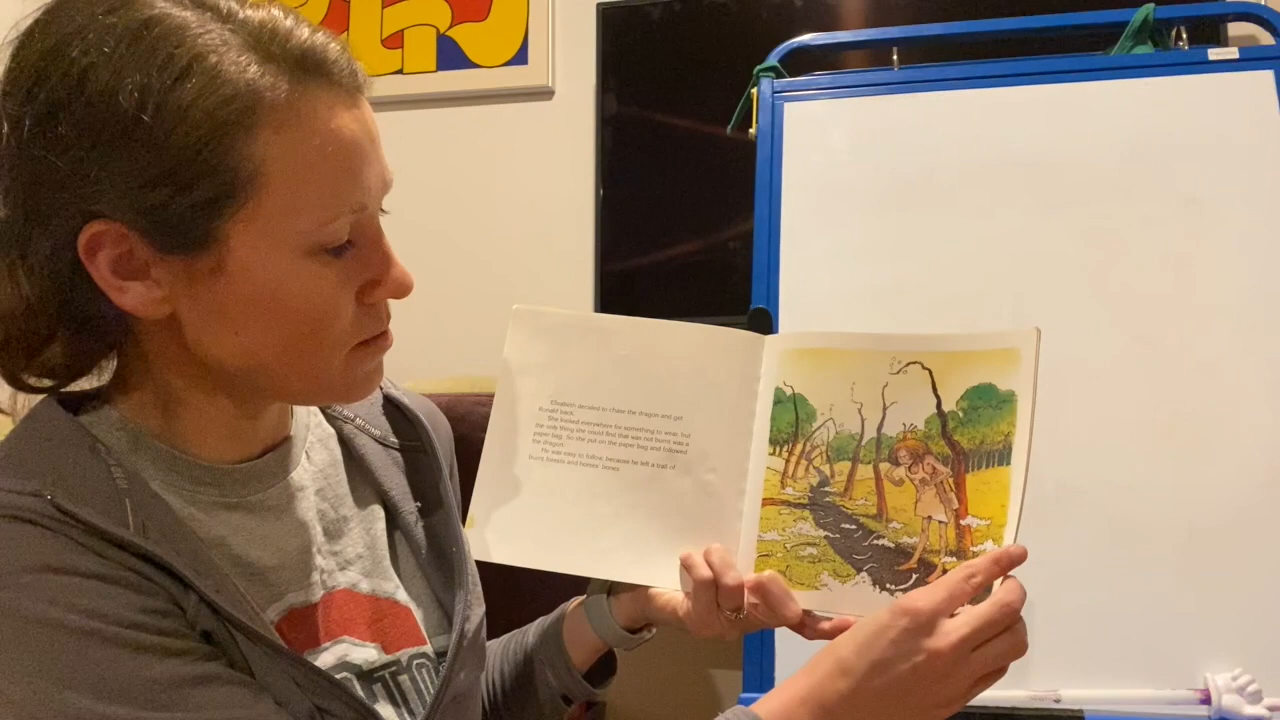 Elizabeth decided to chase the dragon and get
Ronald back.
She looked everywhere for something to wear, but
the only thing she could find that was not burnt was a
paper bag. So she put on the paper bag and followed
the dragon.
He was easy to follow, because he left a trail of
burnt forests and horses' bones.